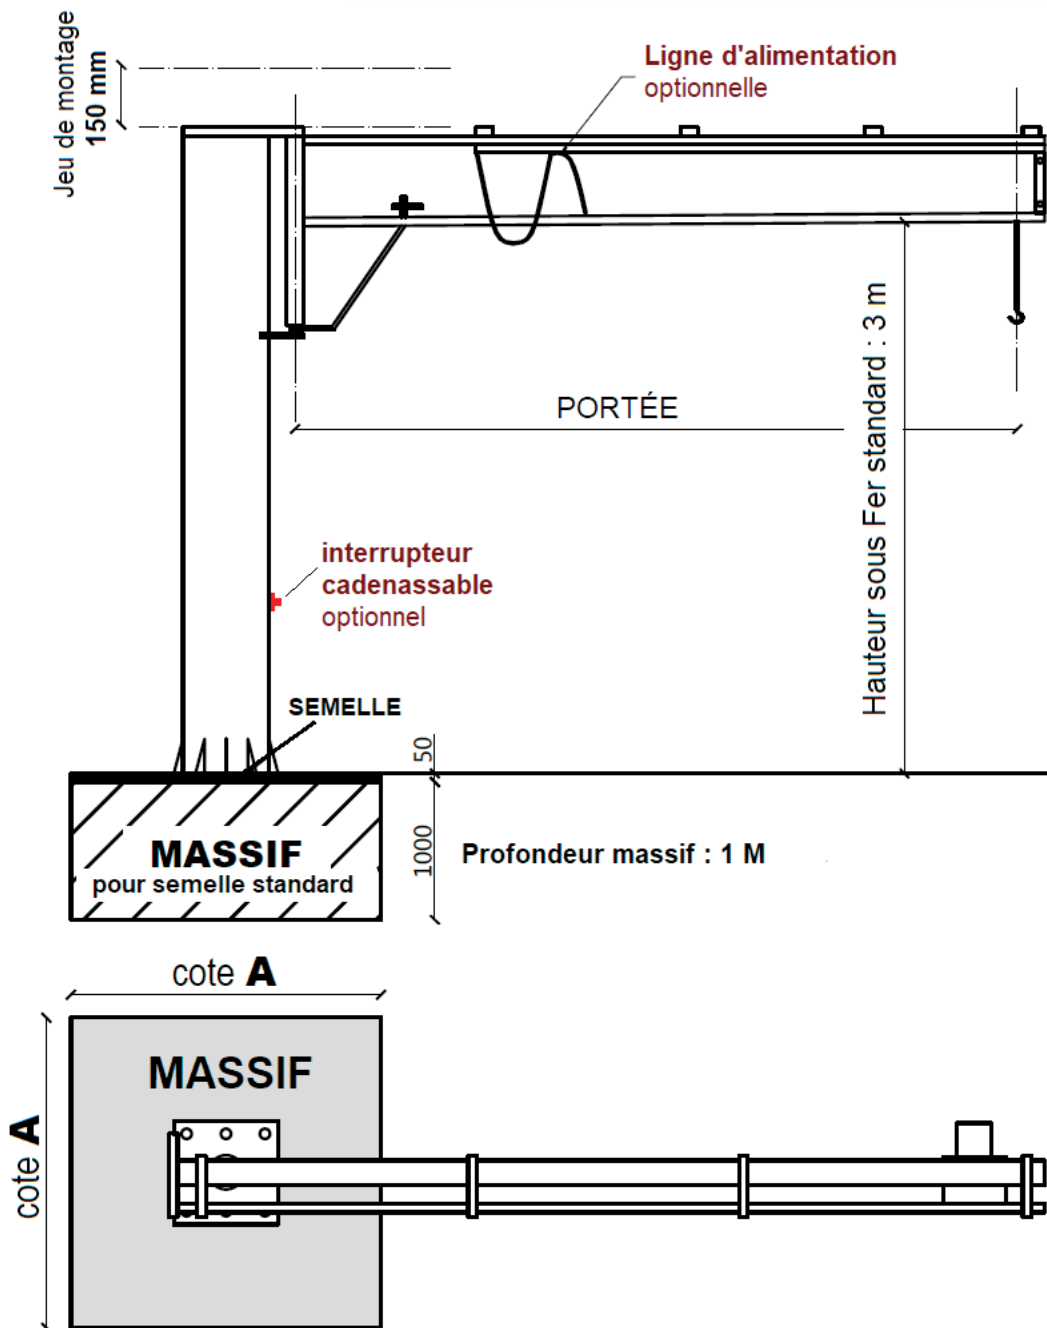 Jeu de montage
150 mm
Ligne d'alimentation
optionnelle
PORTÉE
Hauteur sous Fer standard : 3 m
interrupteur
cadenassable
optionnel
SEMELLE
50
1000
MASSIF
pour semelle standard
Profondeur massif : 1 M
cote A
cote A
MASSIF